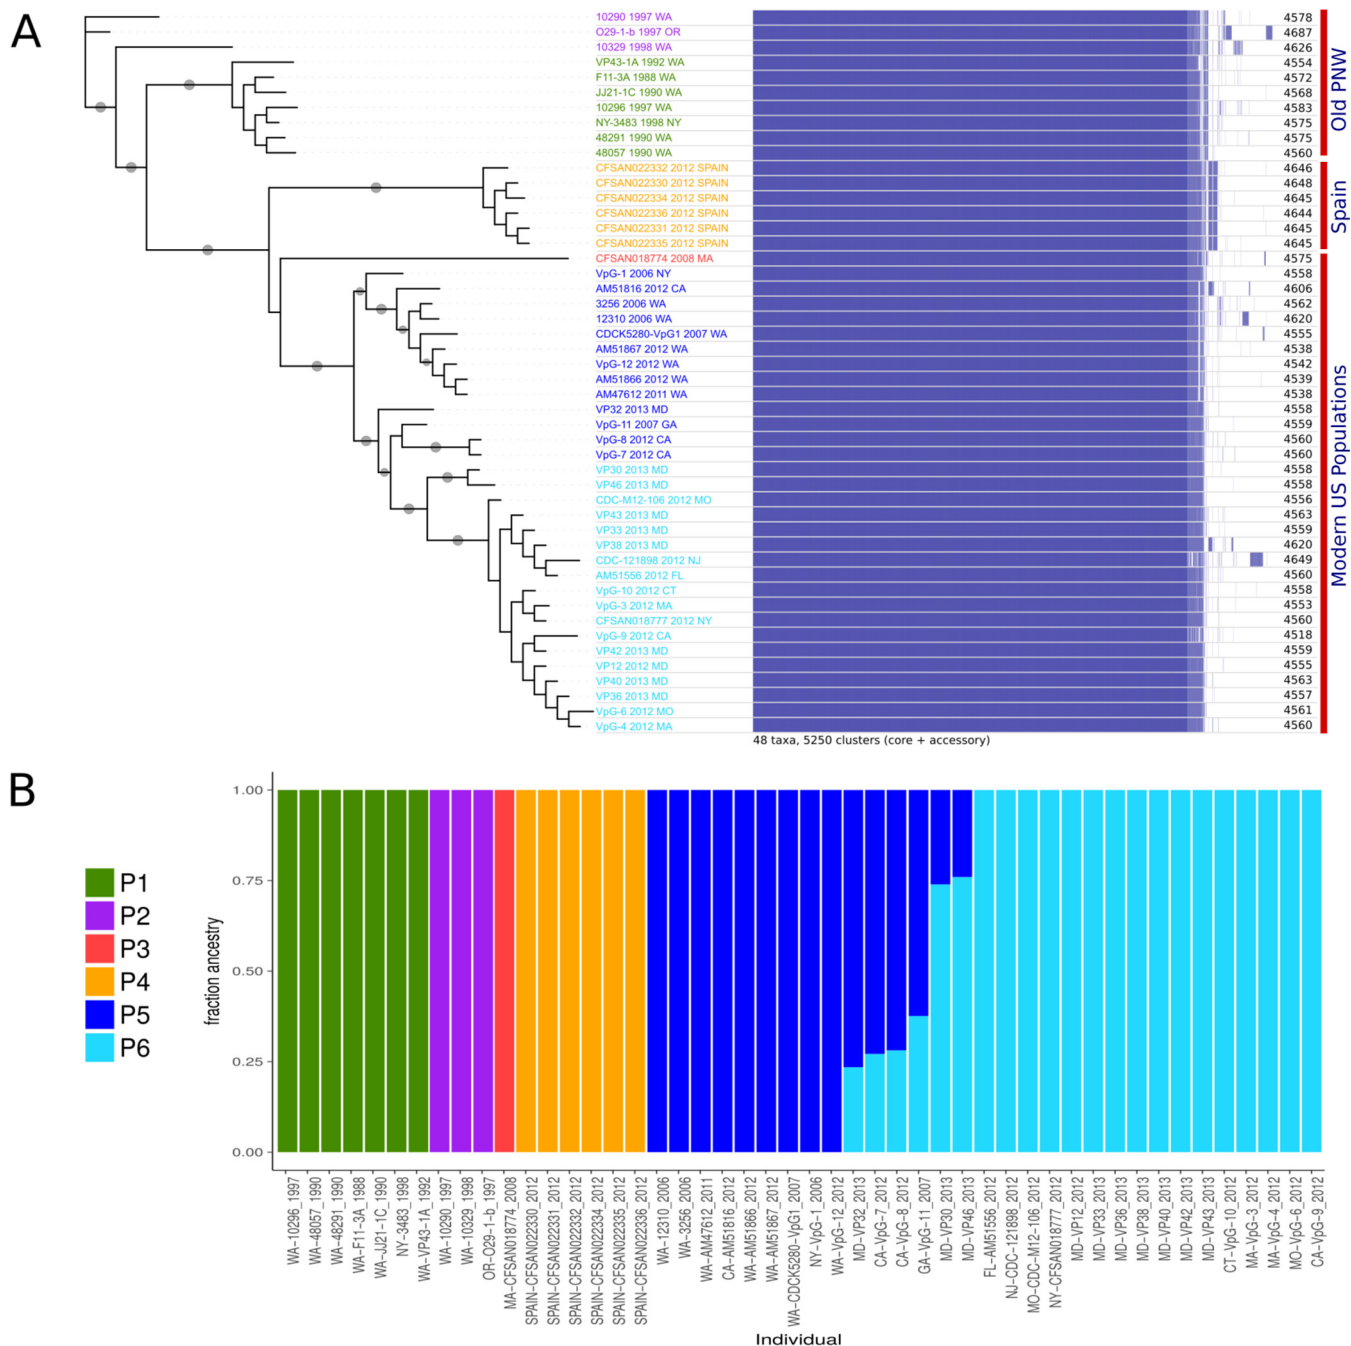 A
10290 1997 WA 4578
O29-1-b 1997 OR 4687
10329 1998 WA 4626
VP43-1A 1992 WA 4554
F11-3A 1988 WA 4572
JJ21-1C 1990 WA 4568
10296 1997 WA 4583
NY-3483 1998 NY 4575
48291 1990 WA 4575
48057 1990 WA 4560
Old PNW
CFSAN022332 2012 SPAIN 4646
CFSAN022330 2012 SPAIN 4648
CFSAN022334 2012 SPAIN 4645
CFSAN022336 2012 SPAIN 4644
CFSAN022331 2012 SPAIN 4645
CFSAN022335 2012 SPAIN 4645
Spain
CFSAN018774 2008 MA 4575
VpG-1 2006 NY 4558
AM51816 2012 CA 4606
3256 2006 WA 4562
12310 2006 WA 4620
CDCK5280-VpG1 2007 WA 4555
AM51867 2012 WA 4538
VpG-12 2012 WA 4542
AM51866 2012 WA 4539
AM47612 2011 WA 4538
VP32 2013 MD 4558
VpG-11 2007 GA 4559
VpG-8 2012 CA 4560
VpG-7 2012 CA 4560
VP30 2013 MD 4558
VP46 2013 MD 4558
CDC-M12-106 2012 MO 4556
VP43 2013 MD 4563
VP33 2013 MD 4559
VP38 2013 MD 4620
CDC-121898 2012 NJ 4649
AM51556 2012 FL 4560
VpG-10 2012 CT 4558
VpG-3 2012 MA 4553
CFSAN018777 2012 NY 4560
VpG-9 2012 CA 4518
VP42 2013 MD 4559
VP12 2012 MD 4555
VP40 2013 MD 4563
VP36 2013 MD 4557
VpG-6 2012 MO 4561
VpG-4 2012 MA 4560
Modern US Populations
48 taxa, 5250 clusters (core + accessory)
B
P1
P2
P3
P4
P5
P6
fraction ancestry
1.00
0.75
0.50
0.25
0.00
WA-10296_1997
WA-48057_1990
WA-48291_1990
WA-F11-3A_1988
WA-JJ21-1C_1990
NY-3483_1998
WA-VP43-1A_1992
WA-10290_1997
WA-10329_1998
OR-O29-1-b_1997
MA-CFSAN018774_2008
SPAIN-CFSAN022330_2012
SPAIN-CFSAN022331_2012
SPAIN-CFSAN022332_2012
SPAIN-CFSAN022334_2012
SPAIN-CFSAN022335_2012
SPAIN-CFSAN022336_2012
WA-12310_2006
WA-3256_2006
WA-AM47612_2011
CA-AM51816_2012
WA-AM51866_2012
WA-AM51867_2012
WA-CDCK5280-VpG1_2007
NY-VpG-1_2006
WA-VpG-12_2012
MD-VP32_2013
CA-VpG-7_2012
CA-VpG-8_2012
GA-VpG-11_2007
MD-VP30_2013
MD-VP46_2013
FL-AM51556_2012
NJ-CDC-121898_2012
MO-CDC-M12-106_2012
NY-CFSAN018777_2012
MD-VP12_2012
MD-VP33_2013
MD-VP36_2013
MD-VP38_2013
MD-VP40_2013
MD-VP42_2013
MD-VP43_2013
CT-VpG-10_2012
MA-VpG-3_2012
MA-VpG-4_2012
MO-VpG-6_2012
CA-VpG-9_2012
Individual